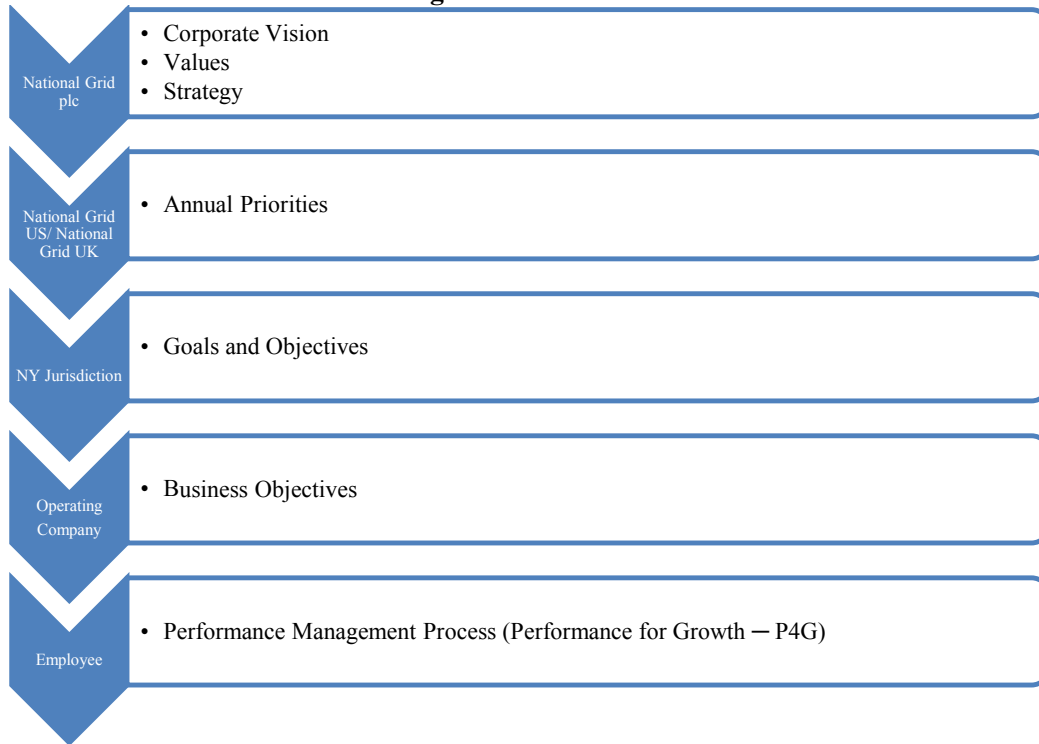 National Grid
plc
• Corporate Vision
• Values
• Strategy
National Grid
US/ National
Grid UK
• Annual Priorities
NY Jurisdiction
• Goals and Objectives
Operating
Company
• Business Objectives
Employee
• Performance Management Process (Performance for Growth — P4G)